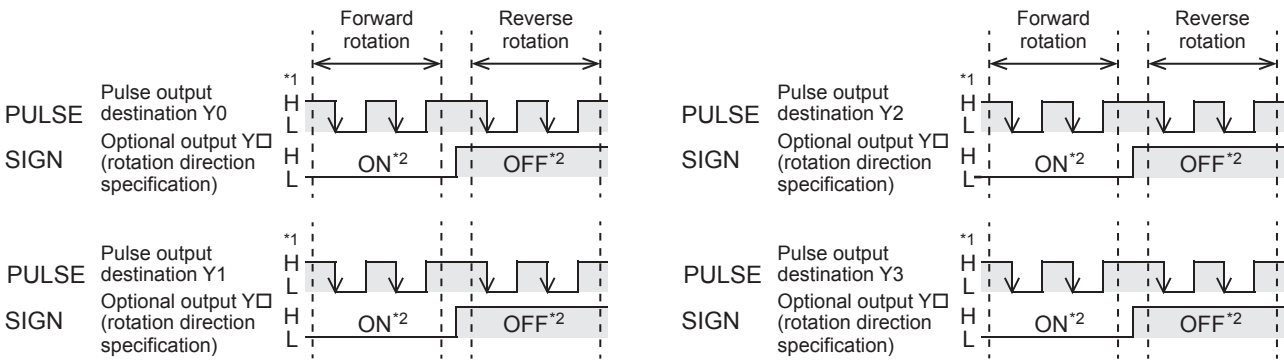 Forward
rotation
Reverse
rotation
*1
PULSE
Pulse output
destination Y0
H
L
SIGN
Optional output Y□
(rotation direction
specification)
H
L
ON*2
OFF*2
*1
PULSE
Pulse output
destination Y1
H
L
SIGN
Optional output Y□
(rotation direction
specification)
H
L
ON*2
OFF*2
Forward
rotation
Reverse
rotation
*1
PULSE
Pulse output
destination Y2
H
L
SIGN
Optional output Y□
(rotation direction
specification)
H
L
ON*2
OFF*2
*1
PULSE
Pulse output
destination Y3
H
L
SIGN
Optional output Y□
(rotation direction
specification)
H
L
ON*2
OFF*2